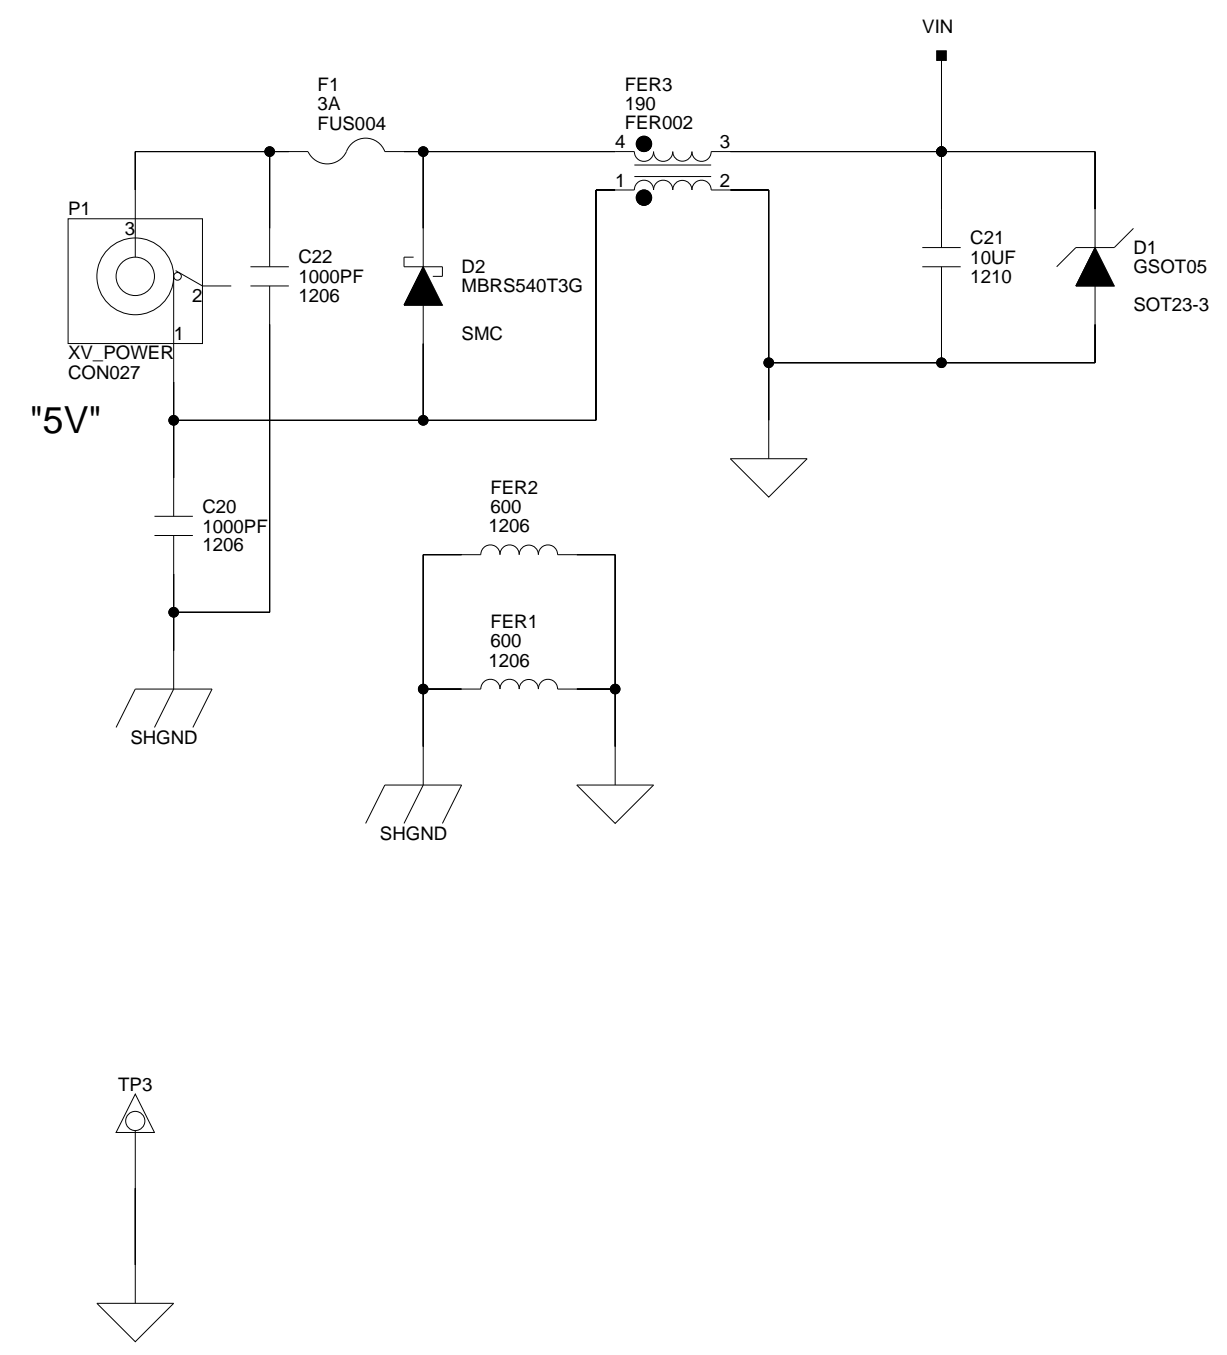 VIN
F1
3A
FUS004
FER3
190
FER002
4
3
1
2
P1
3
2
1
XV_POWER
CON027
"5V"
C22
1000PF
1206
D2
MBRS540T3G
SMC
C21
10UF
1210
D1
GSOT05
SOT23-3
C20
1000PF
1206
SHGND
FER2
600
1206
FER1
600
1206
SHGND
TP3